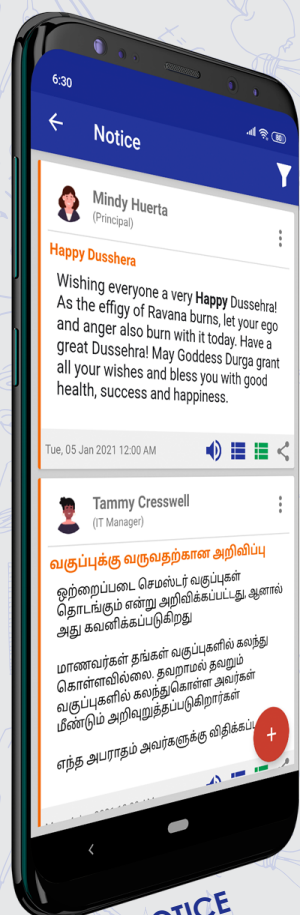 6:30
80
Notice
Mindy Huerta
(Principal)
Happy Dusshera
Wishing everyone a very Happy Dussehra!
As the effigy of Ravana burns, let your ego
and anger also burn with it today. Have a
great Dussehra! May Goddess Durga grant
all your wishes and bless you with good
health, success and happiness.
Tue, 05 Jan 2021 12:00 AM
Tammy Cresswell
(IT Manager)
வகுப்புக்கு வருவதற்கான அறிவிப்பு
ஒற்றைப்படை செமஸ்டர் வகுப்புகள்
தொடங்கும் என்று அறிவிக்கப்பட்டது, ஆனால்
அது கவனிக்கப்படுகிறது
மாணவர்கள் தங்கள் வகுப்புகளில் கலந்து
கொள்ளவில்லை. தவறாமல் தவறும்
வகுப்புகளில் கலந்துகொள்ள அவர்கள்
மீண்டும் அறிவுறுத்தப்படுகிறார்கள்
எந்த அபராதம் அவர்களுக்கு விதிக்கப்ப
NOTICE